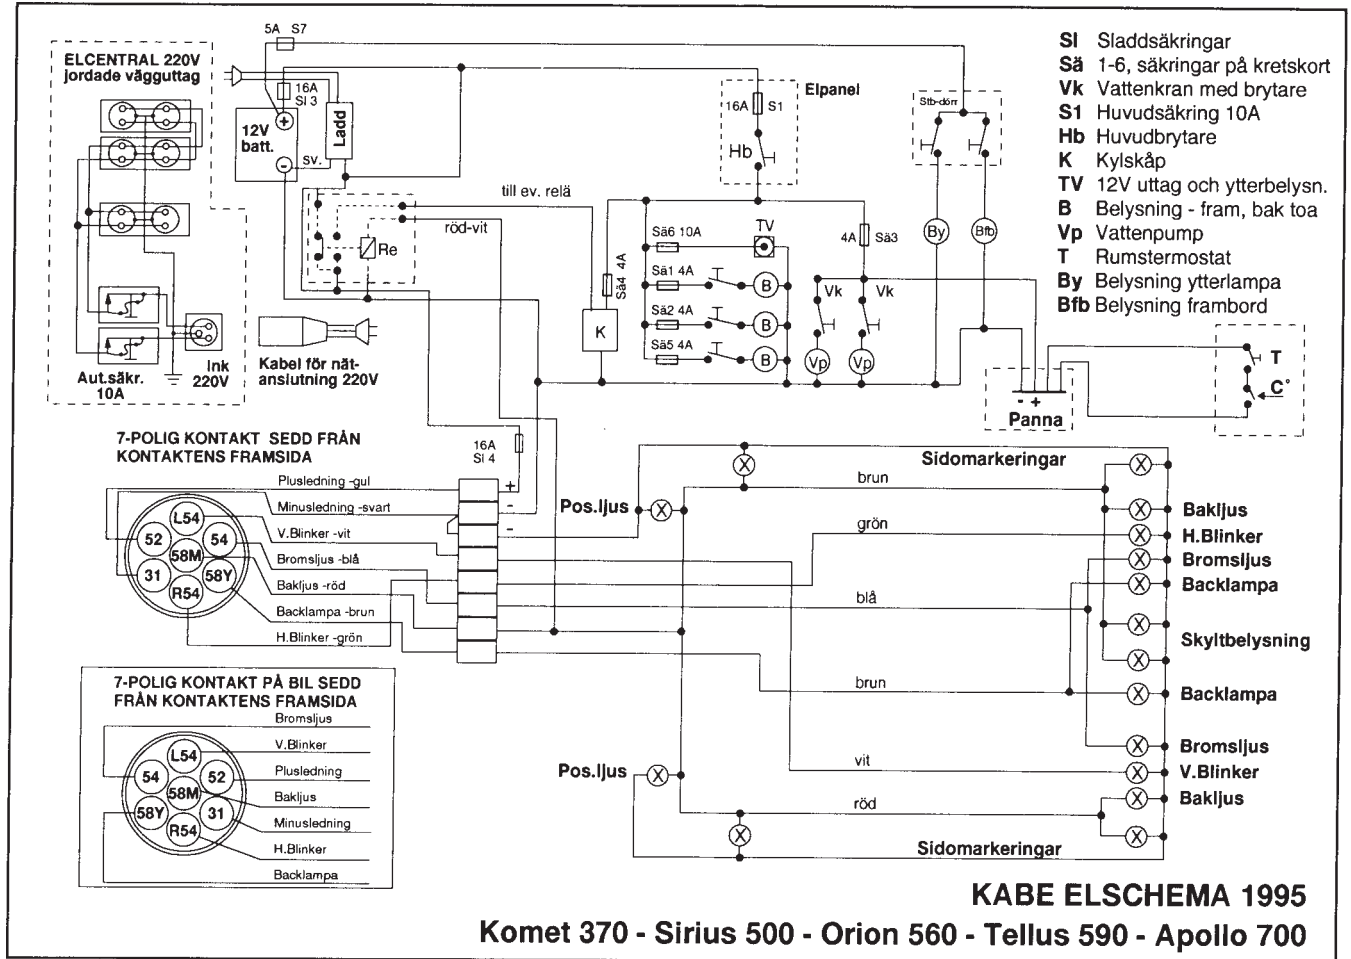 5A S7
ELCENTRAL 220V
jordade vägguttag
16A
Sl 3
12V
batt.
+
-
sv.
Ladd
Elpanel
16A S1
Hb
Stb-dörr
till ev. relä
röd-vit
Re
Sä4 4A
K
Sä6 10A
TV
Sä1 4A
B
Sä2 4A
B
Sä5 4A
B
4A Sä3
Vk
Vk
Vp
Vp
By
Bfb
Sl Sladdsäkringar
Sä 1-6, säkringar på kretskort
Vk Vattenkran med brytare
S1 Huvudsäkring 10A
Hb Huvudbrytare
K Kylskåp
TV 12V uttag och ytterbelysn.
B Belysning - fram, bak toa
Vp Vattenpump
T Rumstermostat
By Belysning ytterlampa
Bfb Belysning frambord
T
C°
- +
Panna
Aut.säkr.
10A
Ink
220V
Kabel för nät-
anslutning 220V
7-POLIG KONTAKT SEDD FRÅN
KONTAKTENS FRAMSIDA
16A
Sl 4
+
-
-
Plusledning -gul
Minusledning -svart
V.Blinker -vit
Bromsljus -blå
Bakljus -röd
Backlampa -brun
H.Blinker -grön
L54
52
54
58M
31
58Y
R54
Pos.ljus
Sidomarkeringar
brun
grön
blå
brun
vit
röd
Bakljus
H.Blinker
Bromsljus
Backlampa
Skyltbelysning
Backlampa
Bromsljus
V.Blinker
Bakljus
Pos.ljus
Sidomarkeringar
7-POLIG KONTAKT PÅ BIL SEDD
FRÅN KONTAKTENS FRAMSIDA
Bromsljus
V.Blinker
Plusledning
Bakljus
Minusledning
H.Blinker
Backlampa
L54
54
52
58M
58Y
31
R54
KABE ELSCHEMA 1995
Komet 370 - Sirius 500 - Orion 560 - Tellus 590 - Apollo 700